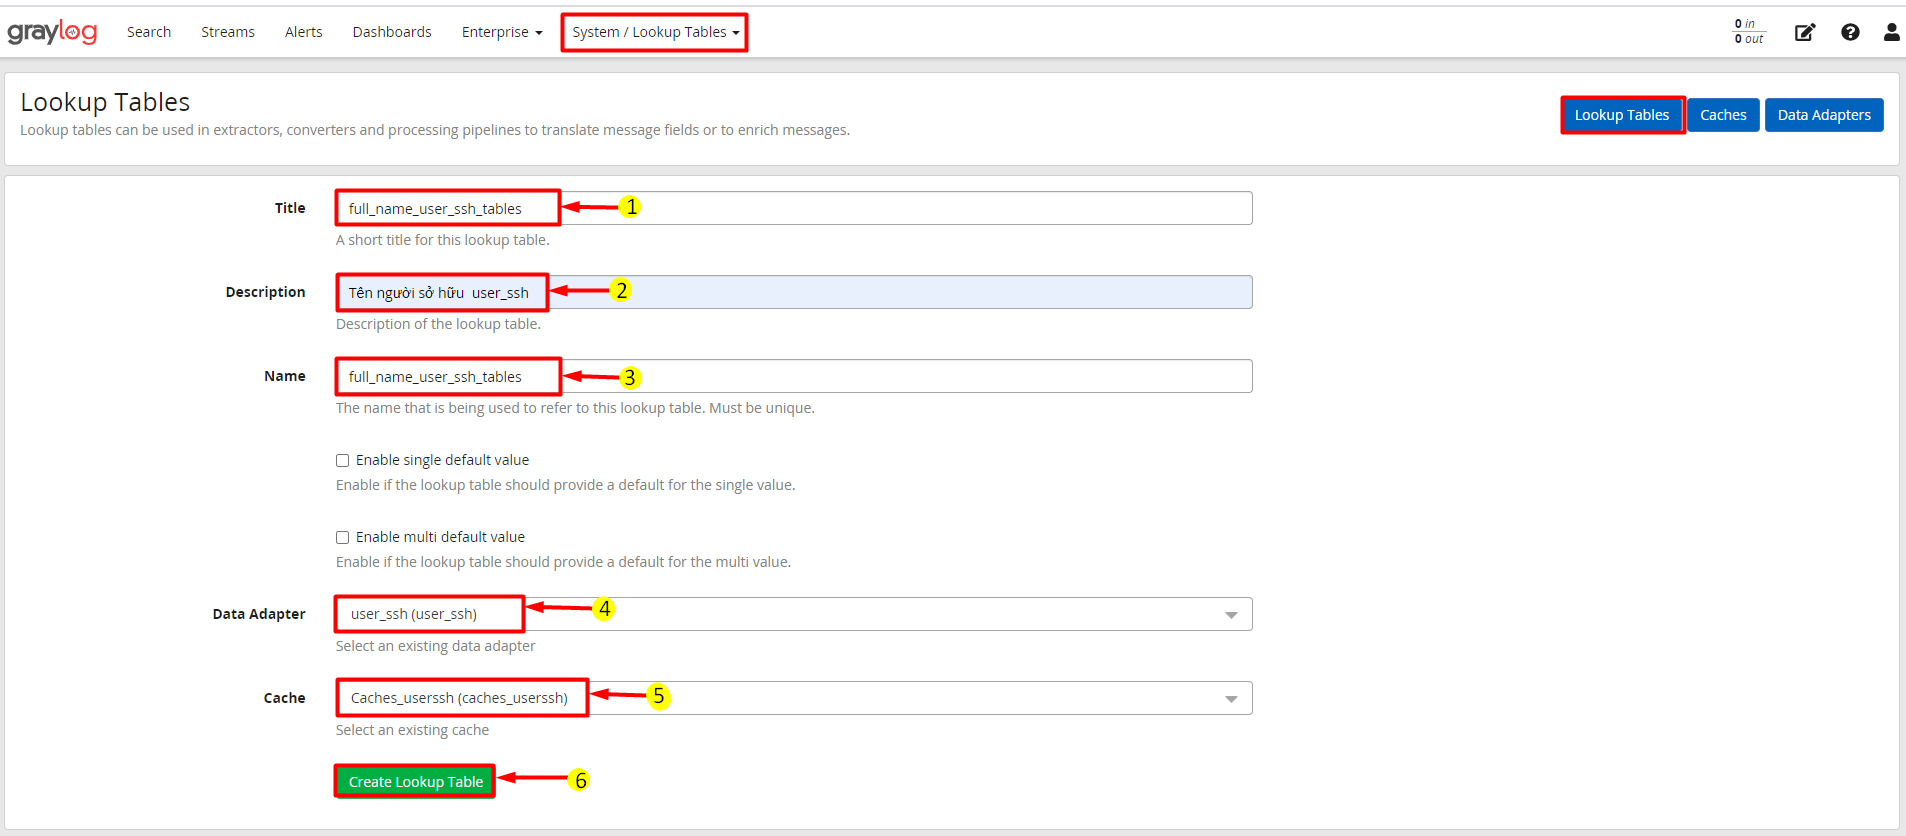 graylog Search Streams Alerts Dashboards Enterprise System / Lookup Tables 0 in
0 out
Lookup Tables
Lookup tables can be used in extractors, converters and processing pipelines to translate message fields or to enrich messages.
Lookup Tables Caches Data Adapters
Title full_name_user_ssh_tables 1
A short title for this lookup table.
Description Tên người sở hữu user_ssh 2
Description of the lookup table.
Name full_name_user_ssh_tables 3
The name that is being used to refer to this lookup table. Must be unique.
Enable single default value
Enable if the lookup table should provide a default for the single value.
Enable multi default value
Enable if the lookup table should provide a default for the multi value.
Data Adapter user_ssh (user_ssh) 4
Select an existing data adapter
Cache Caches_userssh (caches_userssh) 5
Select an existing cache
Create Lookup Table 6